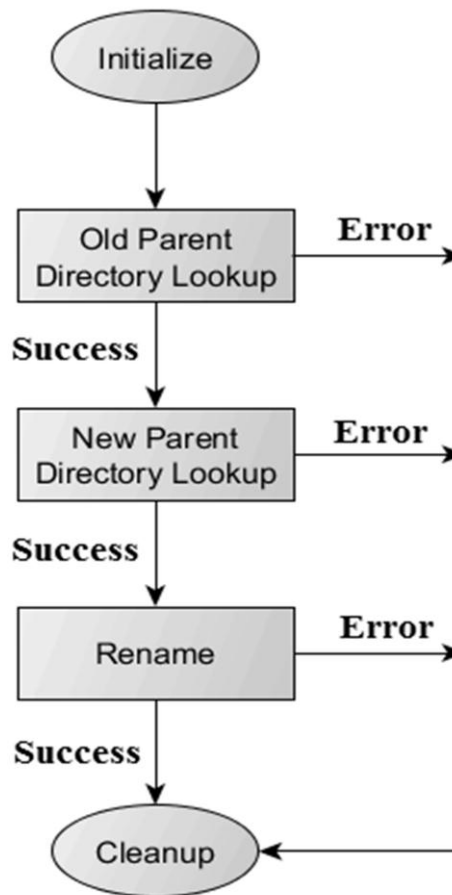 Initialize
Old Parent
Directory Lookup
Error
Success
New Parent
Directory Lookup
Error
Success
Rename
Error
Success
Cleanup